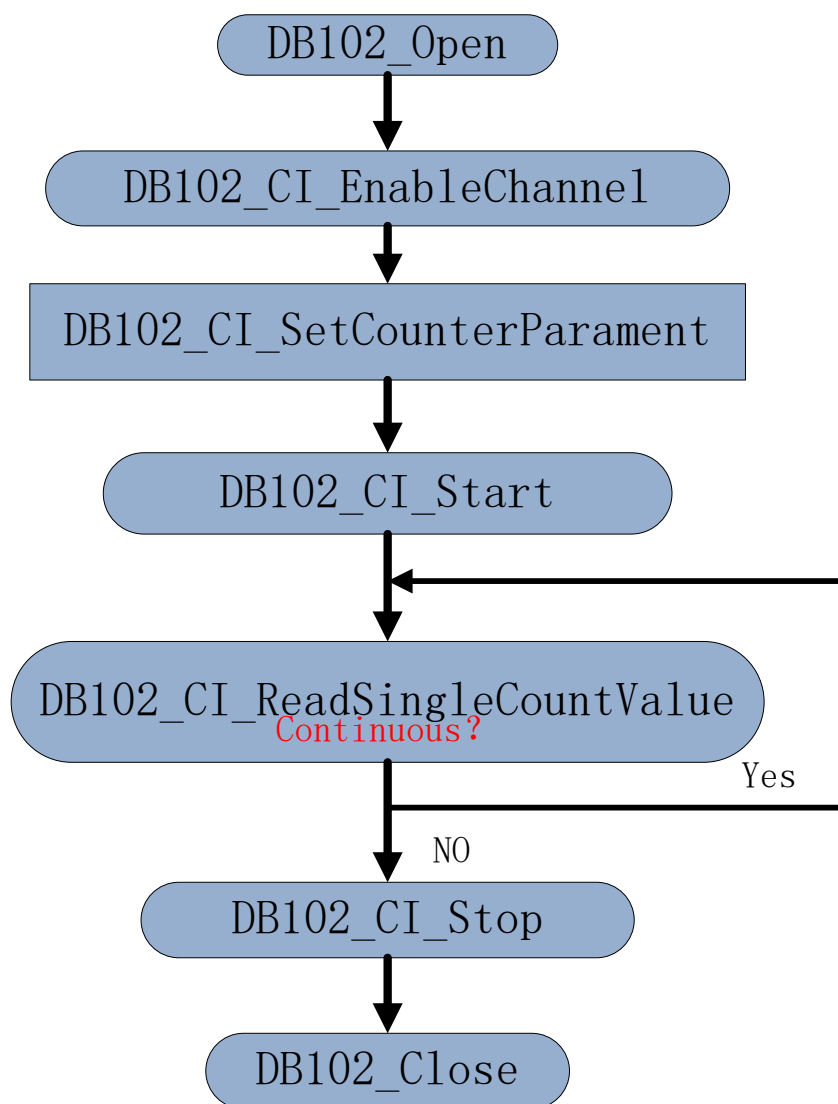 DB102_Open
DB102_CI_EnableChannel
DB102_CI_SetCounterParament
DB102_CI_Start
DB102_CI_ReadSingleCountValue
Continuous?
Yes
NO
DB102_CI_Stop
DB102_Close